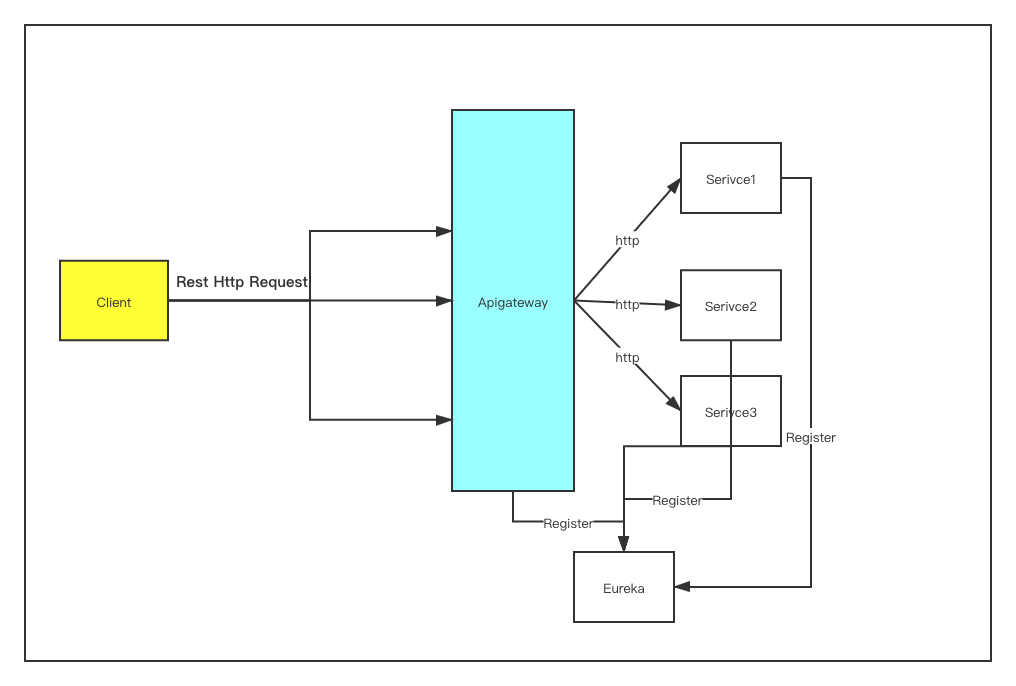 Serivce1
http
Rest Http Request
Client
Apigateway
http
Serivce2
http
Serivce3
Register
Register
Register
Eureka